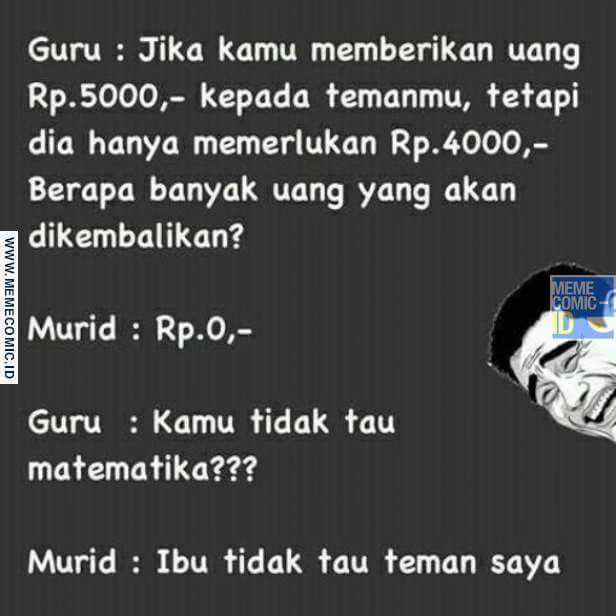 Guru : Jika kamu memberikan uang
Rp.5000,- kepada temanmu, tetapi
dia hanya memerlukan Rp.4000,-
Berapa banyak uang yang akan
dikembalikan?
Murid : Rp.0,-
Guru : Kamu tidak tau
matematika???
Murid : Ibu tidak tau teman saya
WWW.MEMECOMIC.ID
MEME
COMIC
ID